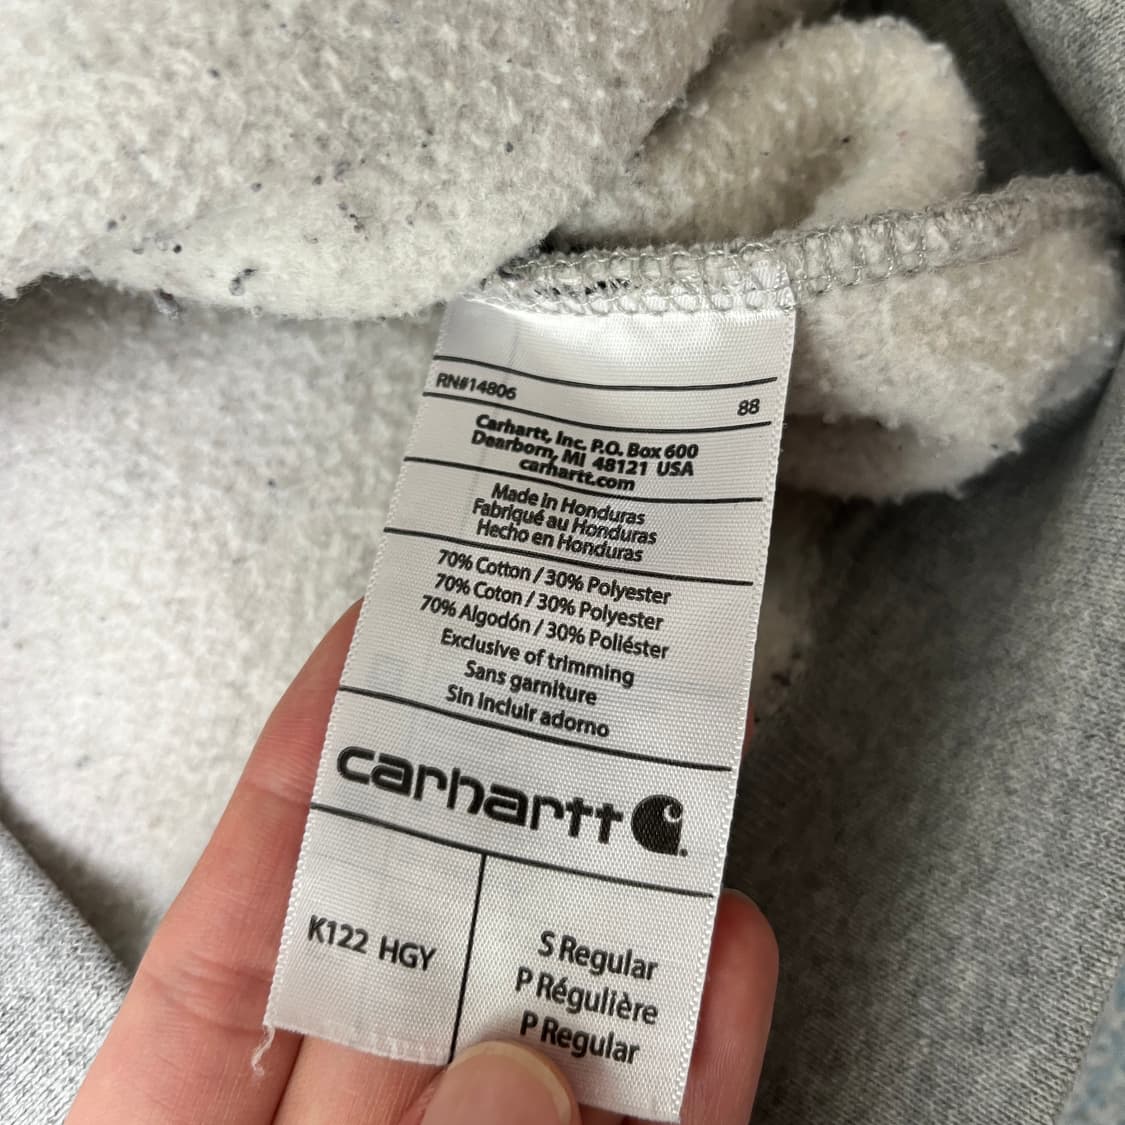 RN#14806 88
Carhartt, Inc. P.O. Box 600
Dearborn, MI 48121 USA
carhartt.com
Made in Honduras
Fabriqué au Honduras
Hecho en Honduras
70% Cotton / 30% Polyester
70% Coton / 30% Polyester
70% Algodón / 30% Poliéster
Exclusive of trimming
Sans garniture
Sin incluir adorno
carhartt
K122 HGY
S Regular
P Régulière
P Regular